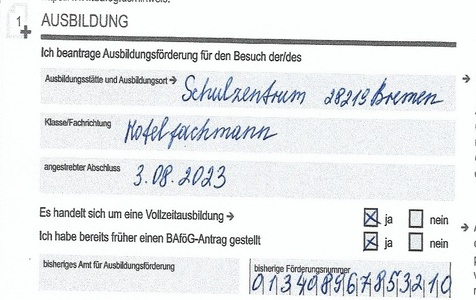 1 AUSBILDUNG
Ich beantrage Ausbildungsförderung für den Besuch der/des
Ausbildungsstätte und Ausbildungsort → Schulzentrum 28219 Bremen
Klasse/Fachrichtung Hotelfachmann
angestrebter Abschluss 3.08.2023
Es handelt sich um eine Vollzeitausbildung → ☒ ja ☐ nein
Ich habe bereits früher einen BAföG-Antrag gestellt ☒ ja ☐ nein
bisheriges Amt für Ausbildungsförderung bisherige Förderungsnummer